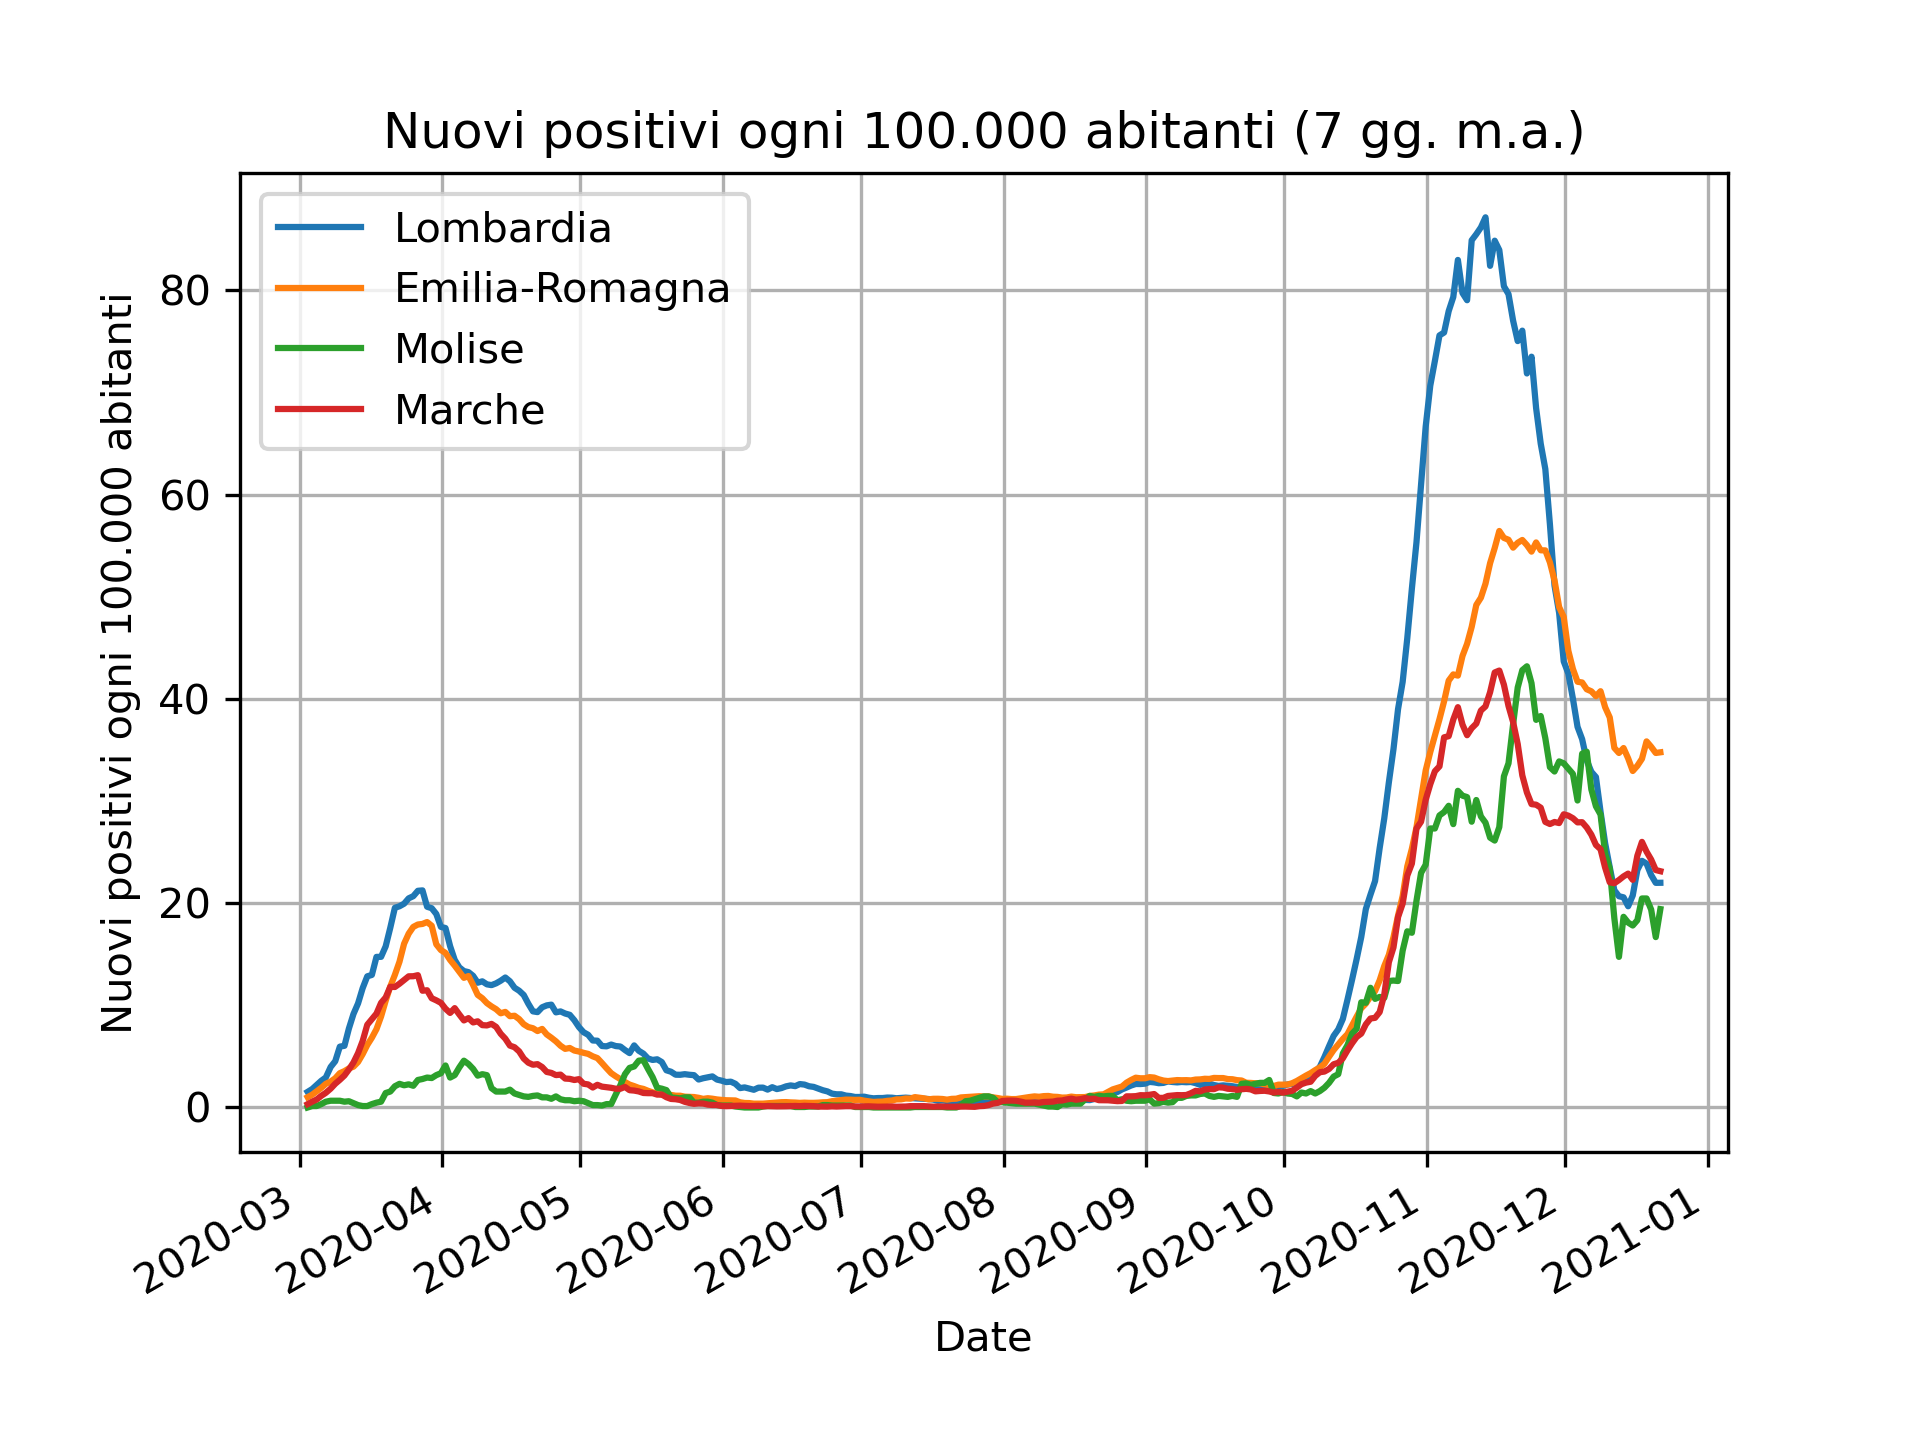 Nuovi positivi ogni 100.000 abitanti (7 gg. m.a.)
Lombardia
Emilia-Romagna
Molise
Marche
Nuovi positivi ogni 100.000 abitanti
80
60
40
20
0
2020-03
2020-04
2020-05
2020-06
2020-07
2020-08
2020-09
2020-10
2020-11
2020-12
2021-01
Date